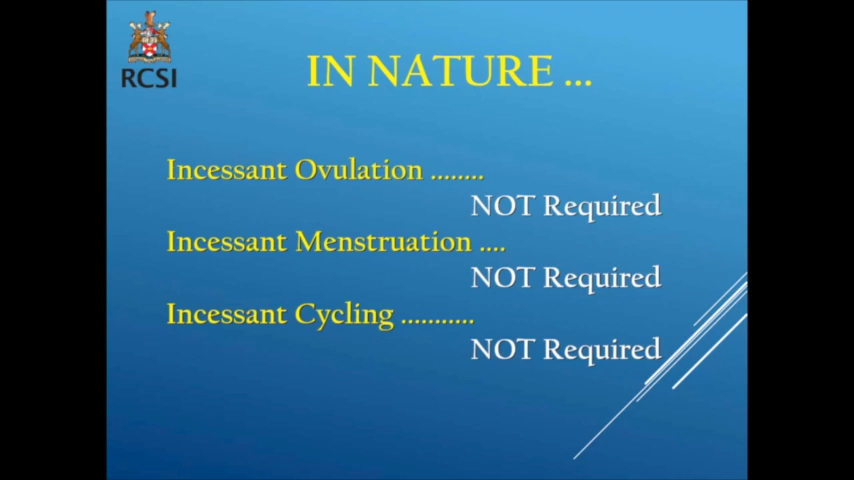 RCSI
IN NATURE ...
Incessant Ovulation ........
NOT Required
Incessant Menstruation ....
NOT Required
Incessant Cycling ...........
NOT Required